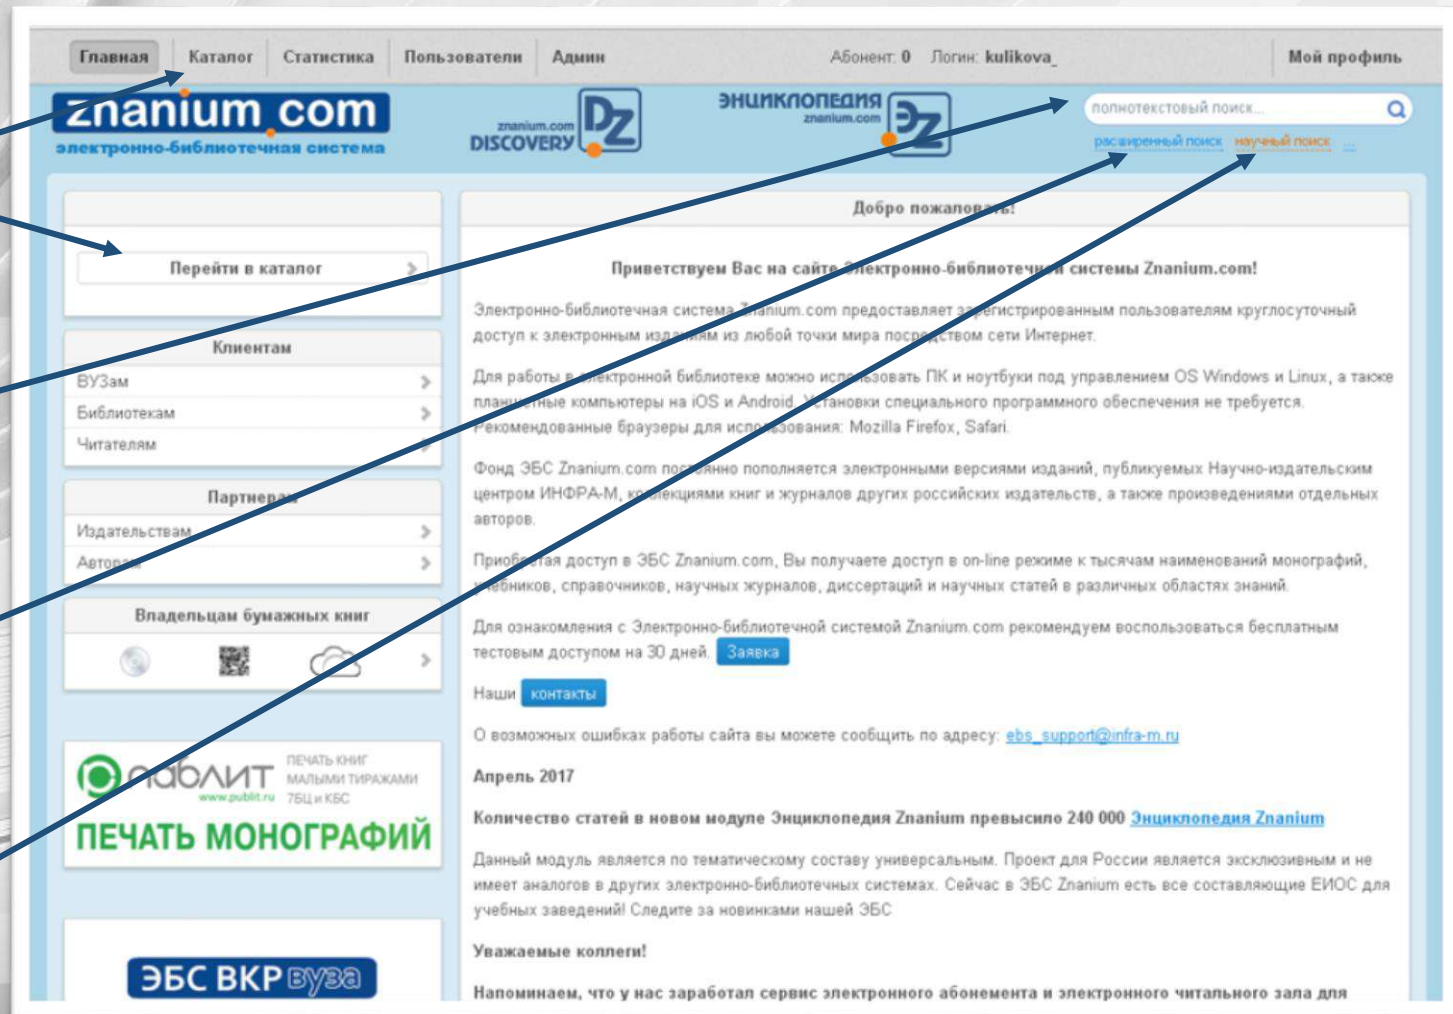 Главная Каталог Статистика Пользователи Админ Абонент: 0 Логин: kulikova_ Мой профиль
znanium.com
электронно-библиотечная система
znanium.com
DISCOVERY
DZ
ЭНЦИКЛОПЕДИЯ
znanium.com
ЭZ
полнотекстовый поиск...
расширенный поиск научный поиск ...
Перейти в каталог
Клиентам
ВУЗам
Библиотекам
Читателям
Партнерам
Издательствам
Авторам
Владельцам бумажных книг
паблит
www.publit.ru
ПЕЧАТЬ КНИГ
МАЛЫМИ ТИРАЖАМИ
7БЦ и КБС
ПЕЧАТЬ МОНОГРАФИЙ
ЭБС ВКР вуза
Добро пожаловать!
Приветствуем Вас на сайте Электронно-библиотечной системы Znanium.com!
Электронно-библиотечная система Znanium.com предоставляет зарегистрированным пользователям круглосуточный
доступ к электронным изданиям из любой точки мира посредством сети Интернет.
Для работы в электронной библиотеке можно использовать ПК и ноутбуки под управлением OS Windows и Linux, а также
планшетные компьютеры на iOS и Android. Установки специального программного обеспечения не требуется.
Рекомендованные браузеры для использования: Mozilla Firefox, Safari.
Фонд ЭБС Znanium.com постоянно пополняется электронными версиями изданий, публикуемых Научно-издательским
центром ИНФРА-М, коллекциями книг и журналов других российских издательств, а также произведениями отдельных
авторов.
Приобретая доступ в ЭБС Znanium.com, Вы получаете доступ в on-line режиме к тысячам наименований монографий,
учебников, справочников, научных журналов, диссертаций и научных статей в различных областях знаний.
Для ознакомления с Электронно-библиотечной системой Znanium.com рекомендуем воспользоваться бесплатным
тестовым доступом на 30 дней. Заявка
Наши контакты
О возможных ошибках работы сайта вы можете сообщить по адресу: ebs_support@infra-m.ru
Апрель 2017
Количество статей в новом модуле Энциклопедия Znanium превысило 240 000 Энциклопедия Znanium
Данный модуль является по тематическому составу универсальным. Проект для России является эксклюзивным и не
имеет аналогов в других электронно-библиотечных системах. Сейчас в ЭБС Znanium есть все составляющие ЕИОС для
учебных заведений! Следите за новинками нашей ЭБС
Уважаемые коллеги!
Напоминаем, что у нас заработал сервис электронного абонемента и электронного читального зала для